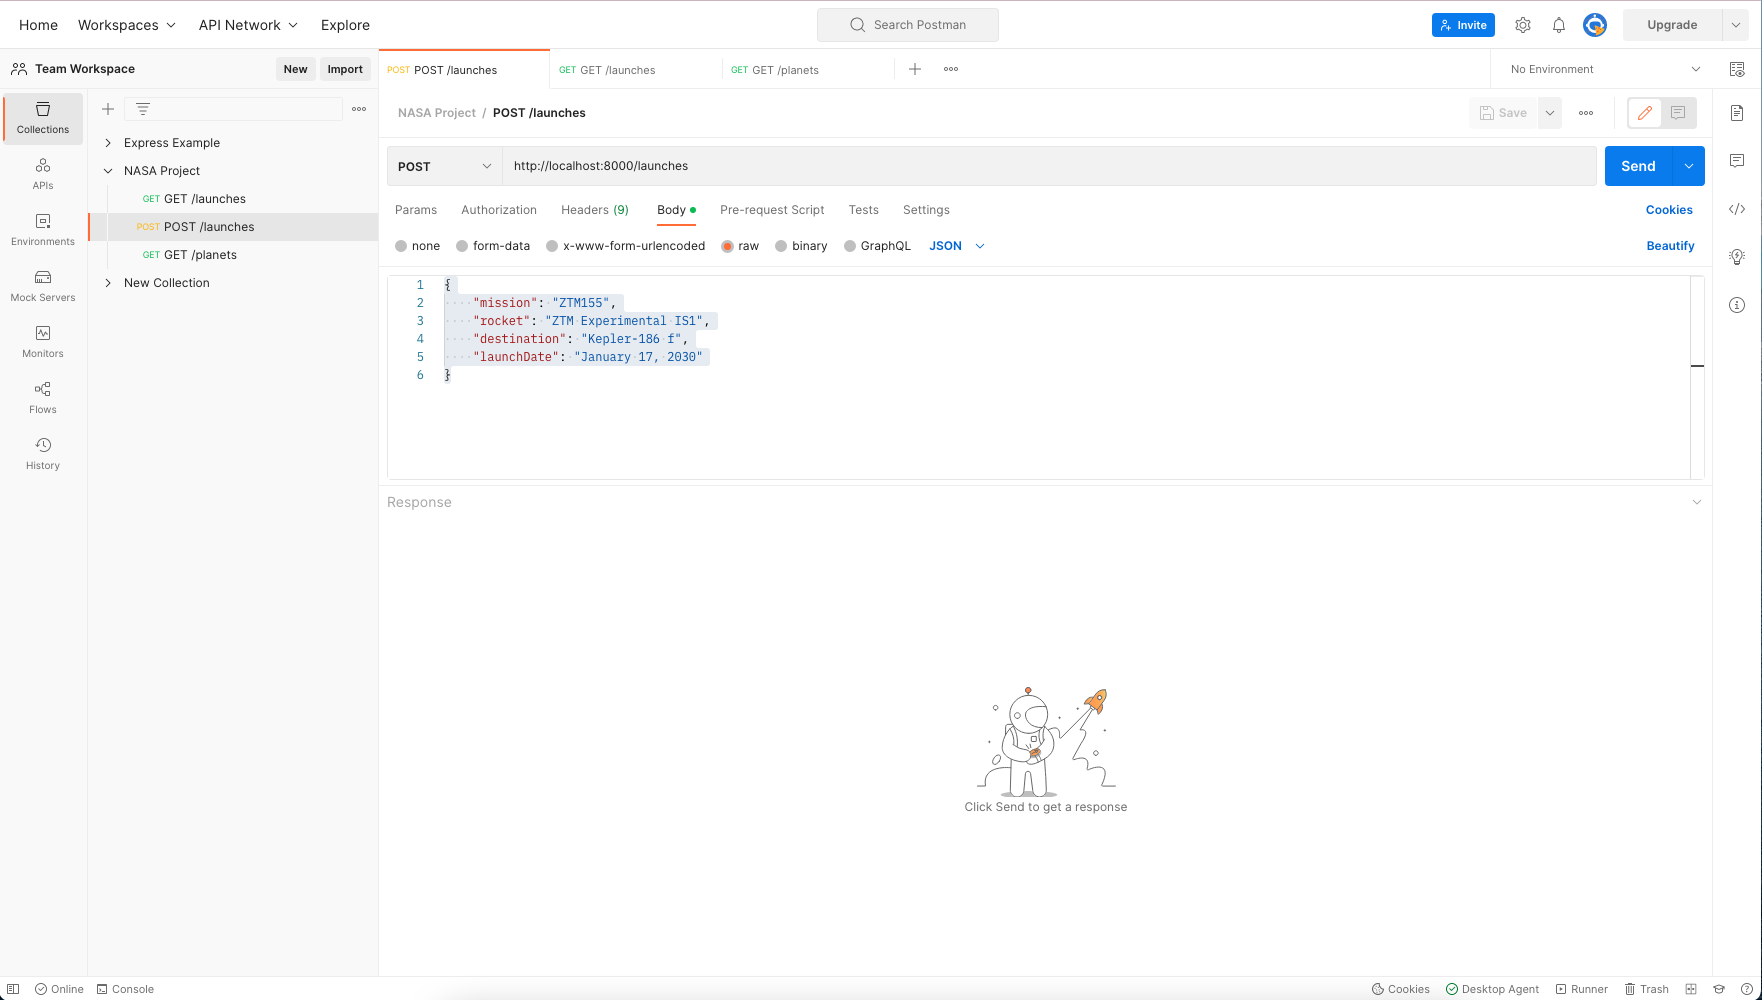 Home Workspaces API Network Explore Search Postman Invite Upgrade
Team Workspace New Import POST POST /launches GET GET /launches GET GET /planets No Environment
Collections
APIs
Environments
Mock Servers
Monitors
Flows
History
Express Example
NASA Project
GET GET /launches
POST POST /launches
GET GET /planets
New Collection
NASA Project / POST /launches Save
POST http://localhost:8000/launches Send
Params Authorization Headers (9) Body Pre-request Script Tests Settings Cookies
none form-data x-www-form-urlencoded raw binary GraphQL JSON Beautify
1 {
2 ····"mission":·"ZTM155",
3 ····"rocket":·"ZTM·Experimental·IS1",
4 ····"destination":·"Kepler-186·f",
5 ····"launchDate":·"January·17,·2030"
6 }
Response
Click Send to get a response
Online Console Cookies Desktop Agent Runner Trash